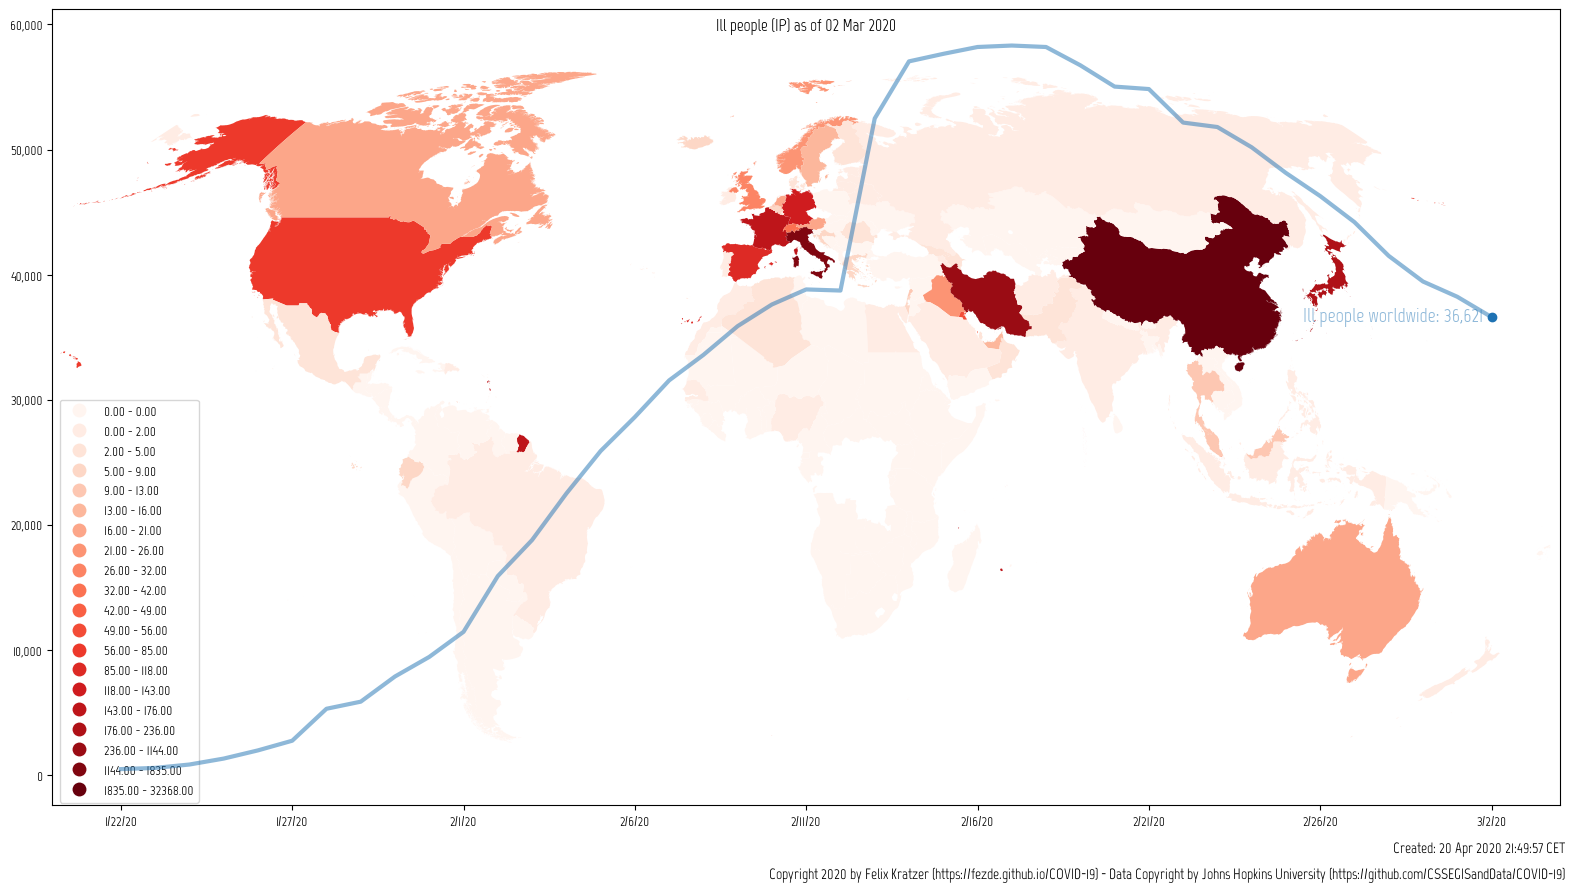 Ill people (IP) as of 02 Mar 2020
60,000
50,000
40,000
30,000
20,000
10,000
0
Ill people worldwide: 36,621
0.00 - 0.00
0.00 - 2.00
2.00 - 5.00
5.00 - 9.00
9.00 - 13.00
13.00 - 16.00
16.00 - 21.00
21.00 - 26.00
26.00 - 32.00
32.00 - 42.00
42.00 - 49.00
49.00 - 56.00
56.00 - 85.00
85.00 - 118.00
118.00 - 143.00
143.00 - 176.00
176.00 - 236.00
236.00 - 1144.00
1144.00 - 1835.00
1835.00 - 32368.00
1/22/20
1/27/20
2/1/20
2/6/20
2/11/20
2/16/20
2/21/20
2/26/20
3/2/20
Created: 20 Apr 2020 21:49:57 CET
Copyright 2020 by Felix Kratzer (https://fezde.github.io/COVID-19) - Data Copyright by Johns Hopkins University (https://github.com/CSSEGISandData/COVID-19)